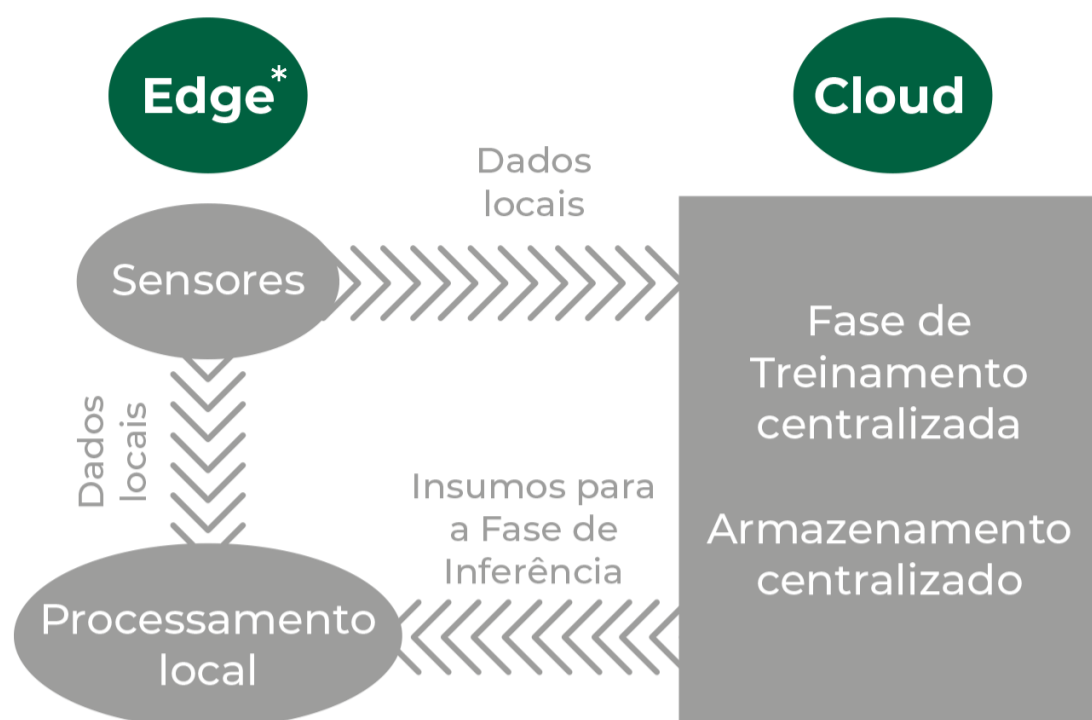 Edge*
Cloud
Dados
locais
Sensores
Fase de
Treinamento
centralizada
Dados
locais
Insumos para
a Fase de
Inferência
Armazenamento
centralizado
Processamento
local